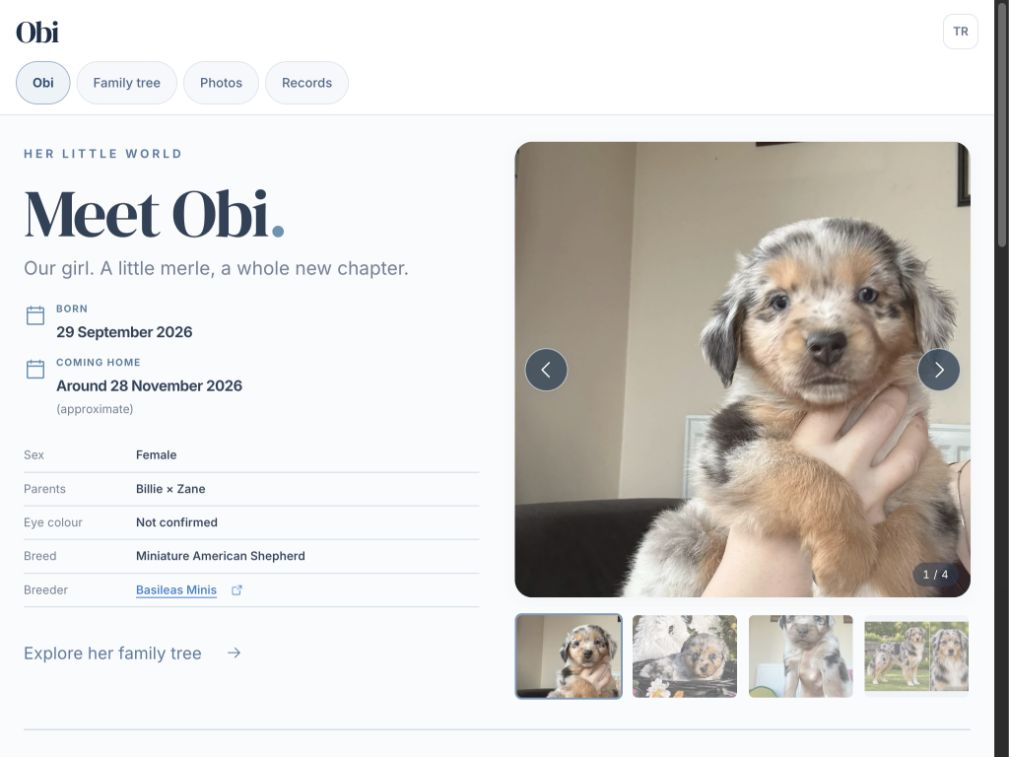 Obi
TR
Obi
Family tree
Photos
Records
HER LITTLE WORLD
Meet Obi.
Our girl. A little merle, a whole new chapter.
BORN
29 September 2026
COMING HOME
Around 28 November 2026
(approximate)
Sex Female
Parents Billie × Zane
Eye colour Not confirmed
Breed Miniature American Shepherd
Breeder Basileas Minis
Explore her family tree
1 / 4